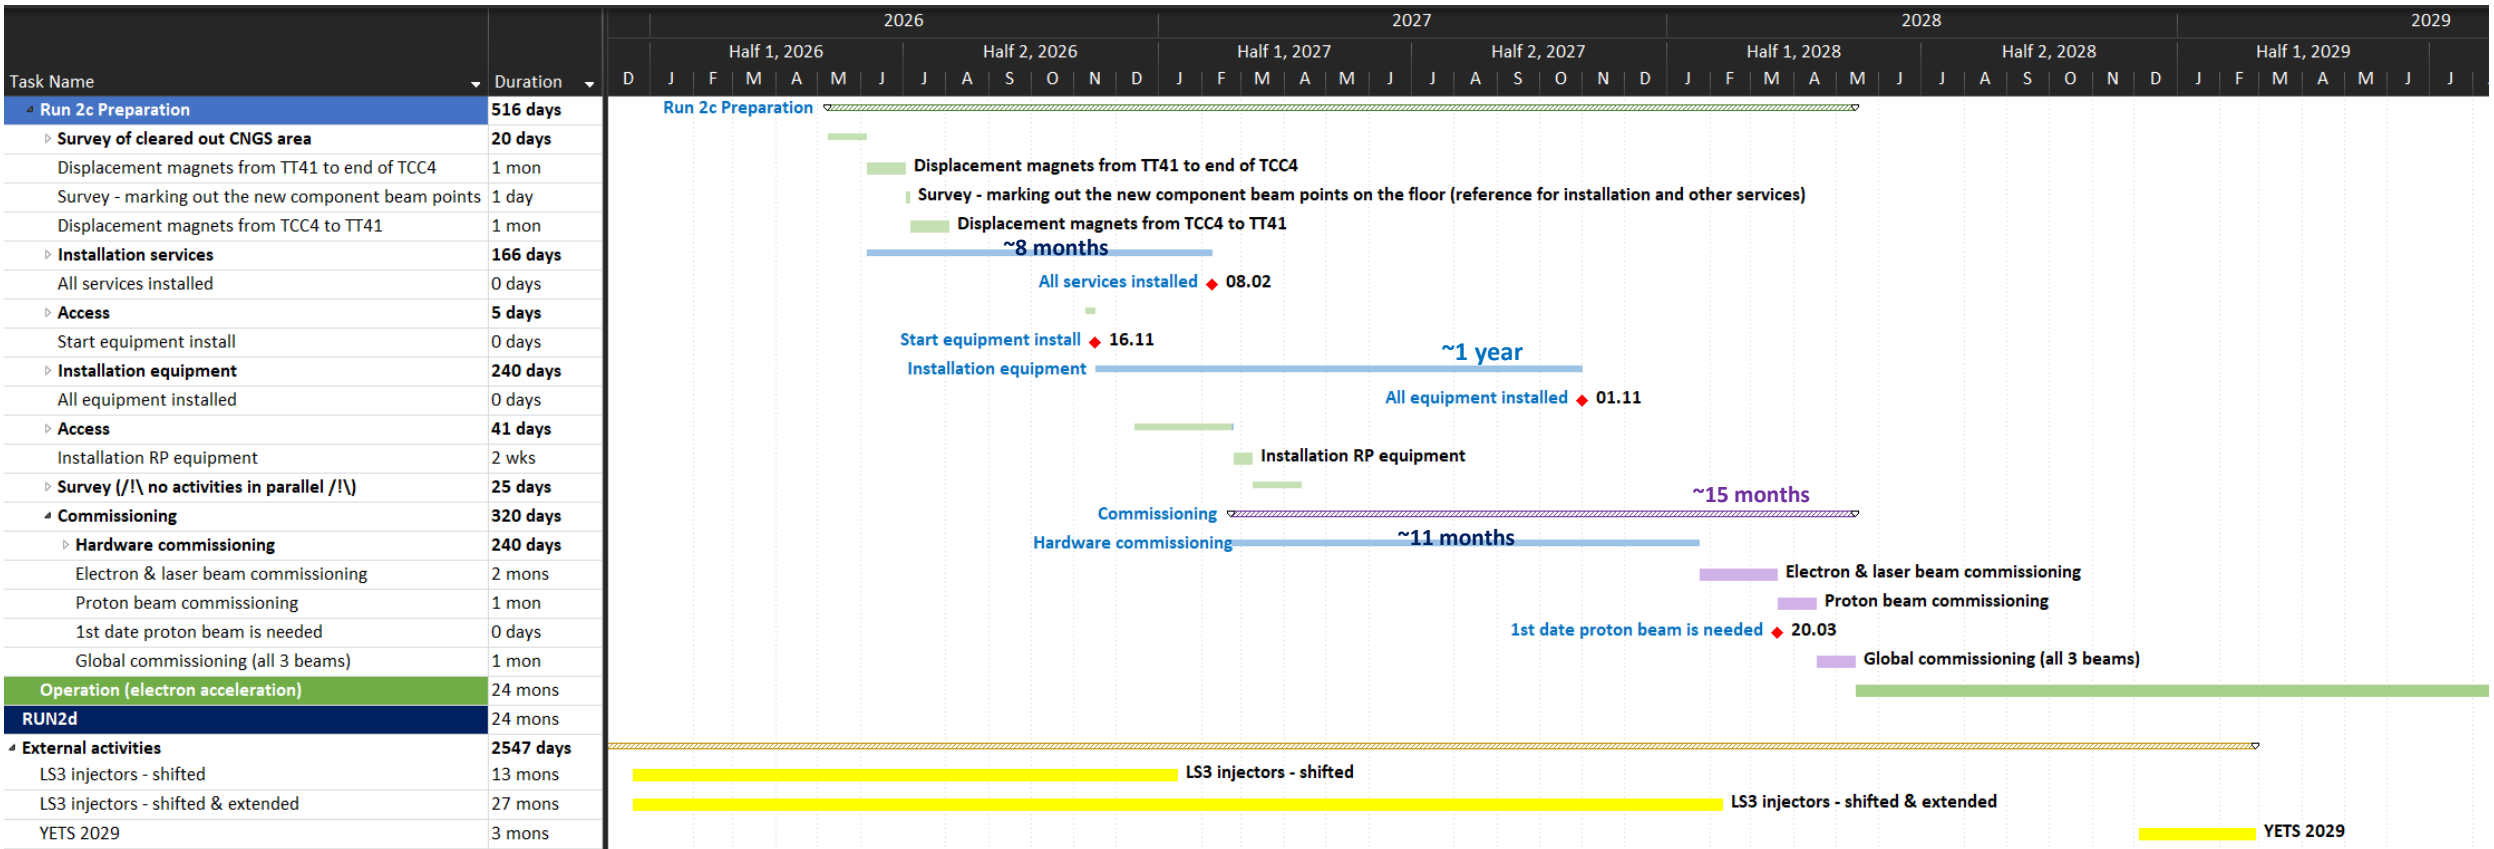 2026 2027 2028 2029
Half 1, 2026 Half 2, 2026 Half 1, 2027 Half 2, 2027 Half 1, 2028 Half 2, 2028 Half 1, 2029
Task Name Duration D J F M A M J J A S O N D J F M A M J J A S O N D J F M A M J J A S O N D J F M A M J J
Run 2c Preparation 516 days Run 2c Preparation
Survey of cleared out CNGS area 20 days
Displacement magnets from TT41 to end of TCC4 1 mon Displacement magnets from TT41 to end of TCC4
Survey - marking out the new component beam points 1 day Survey - marking out the new component beam points on the floor (reference for installation and other services)
Displacement magnets from TCC4 to TT41 1 mon Displacement magnets from TCC4 to TT41
Installation services 166 days ~8 months
All services installed 0 days All services installed 08.02
Access 5 days
Start equipment install 0 days Start equipment install 16.11
Installation equipment 240 days Installation equipment ~1 year
All equipment installed 0 days All equipment installed 01.11
Access 41 days
Installation RP equipment 2 wks Installation RP equipment
Survey (/!\ no activities in parallel /!\) 25 days
Commissioning 320 days Commissioning ~15 months
Hardware commissioning 240 days Hardware commissioning ~11 months
Electron & laser beam commissioning 2 mons Electron & laser beam commissioning
Proton beam commissioning 1 mon Proton beam commissioning
1st date proton beam is needed 0 days 1st date proton beam is needed 20.03
Global commissioning (all 3 beams) 1 mon Global commissioning (all 3 beams)
Operation (electron acceleration) 24 mons
RUN2d 24 mons
External activities 2547 days
LS3 injectors - shifted 13 mons LS3 injectors - shifted
LS3 injectors - shifted & extended 27 mons LS3 injectors - shifted & extended
YETS 2029 3 mons YETS 2029